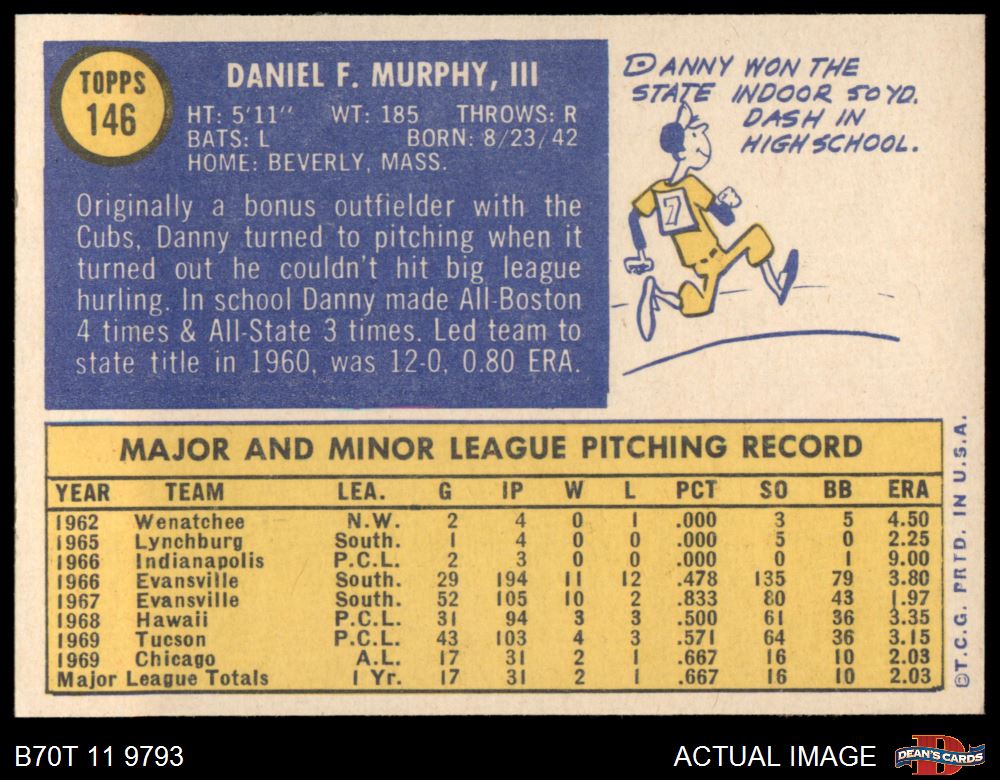 TOPPS
146
DANIEL F. MURPHY, III
HT: 5'11" WT: 185 THROWS: R
BATS: L BORN: 8/23/42
HOME: BEVERLY, MASS.
Originally a bonus outfielder with the
Cubs, Danny turned to pitching when it
turned out he couldn't hit big league
hurling. In school Danny made All-Boston
4 times & All-State 3 times. Led team to
state title in 1960, was 12-0, 0.80 ERA.
DANNY WON THE
STATE INDOOR 50 YD.
DASH IN
HIGH SCHOOL.
7
MAJOR AND MINOR LEAGUE PITCHING RECORD
YEAR TEAM LEA. G IP W L PCT SO BB ERA
1962 Wenatchee N.W. 2 4 0 1 .000 3 5 4.50
1965 Lynchburg South. 1 4 0 0 .000 5 0 2.25
1966 Indianapolis P.C.L. 2 3 0 0 .000 0 1 9.00
1966 Evansville South. 29 194 11 12 .478 135 79 3.80
1967 Evansville South. 52 105 10 2 .833 80 43 1.97
1968 Hawaii P.C.L. 31 94 3 3 .500 61 36 3.35
1969 Tucson P.C.L. 43 103 4 3 .571 64 36 3.15
1969 Chicago A.L. 17 31 2 1 .667 16 10 2.03
Major League Totals 1 Yr. 17 31 2 1 .667 16 10 2.03
©T.C.G. PRTD. IN U.S.A.
B70T 11 9793
ACTUAL IMAGE
D
DEAN'S CARDS